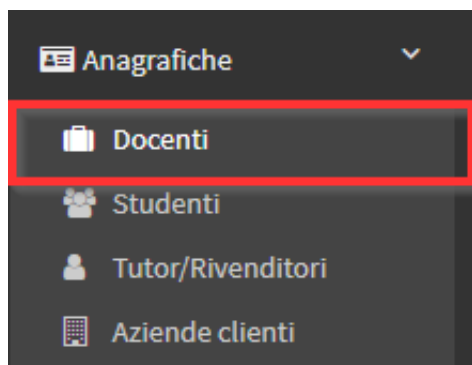 Anagrafiche
Docenti
Studenti
Tutor/Rivenditori
Aziende clienti